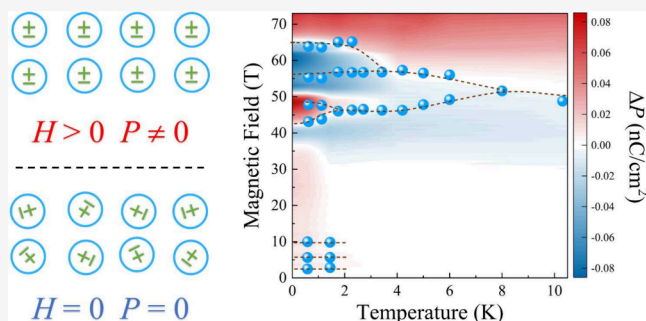 ± ± ± ±
± ± ± ±
H > 0 P ≠ 0
H = 0 P = 0
Magnetic Field (T)
70
60
50
40
30
20
10
0
0 2 4 6 8 10
Temperature (K)
0.08
0.06
0.04
0.02
0.00
-0.02
-0.04
-0.06
-0.08
ΔP (nC/cm²)